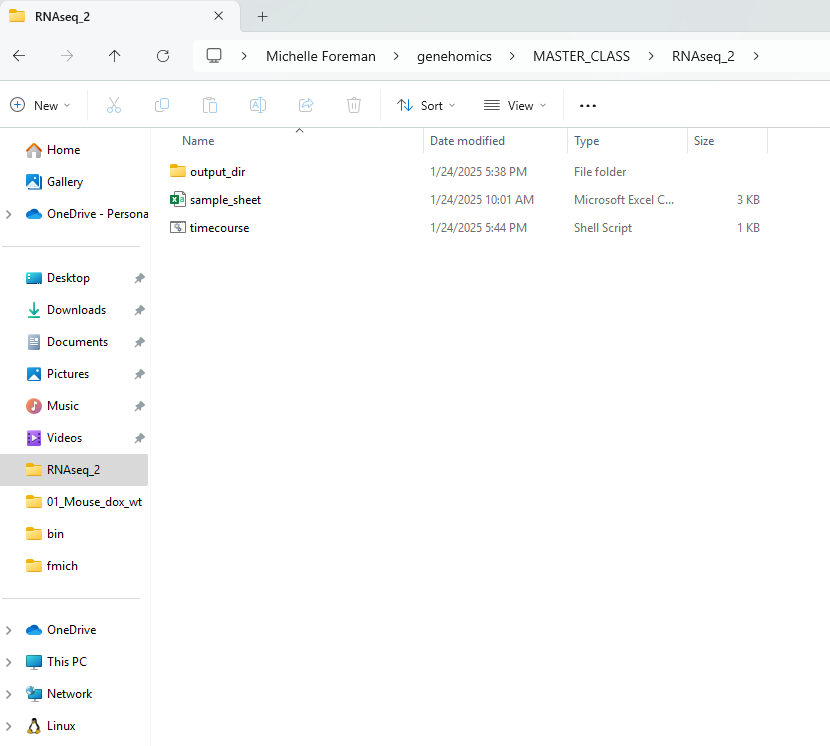 RNAseq_2
Michelle Foreman genehomics MASTER_CLASS RNAseq_2
New Sort View
Name Date modified Type Size
output_dir 1/24/2025 5:38 PM File folder
sample_sheet 1/24/2025 10:01 AM Microsoft Excel C... 3 KB
timecourse 1/24/2025 5:44 PM Shell Script 1 KB
Home
Gallery
OneDrive - Persona
Desktop
Downloads
Documents
Pictures
Music
Videos
RNAseq_2
01_Mouse_dox_wt
bin
fmich
OneDrive
This PC
Network
Linux